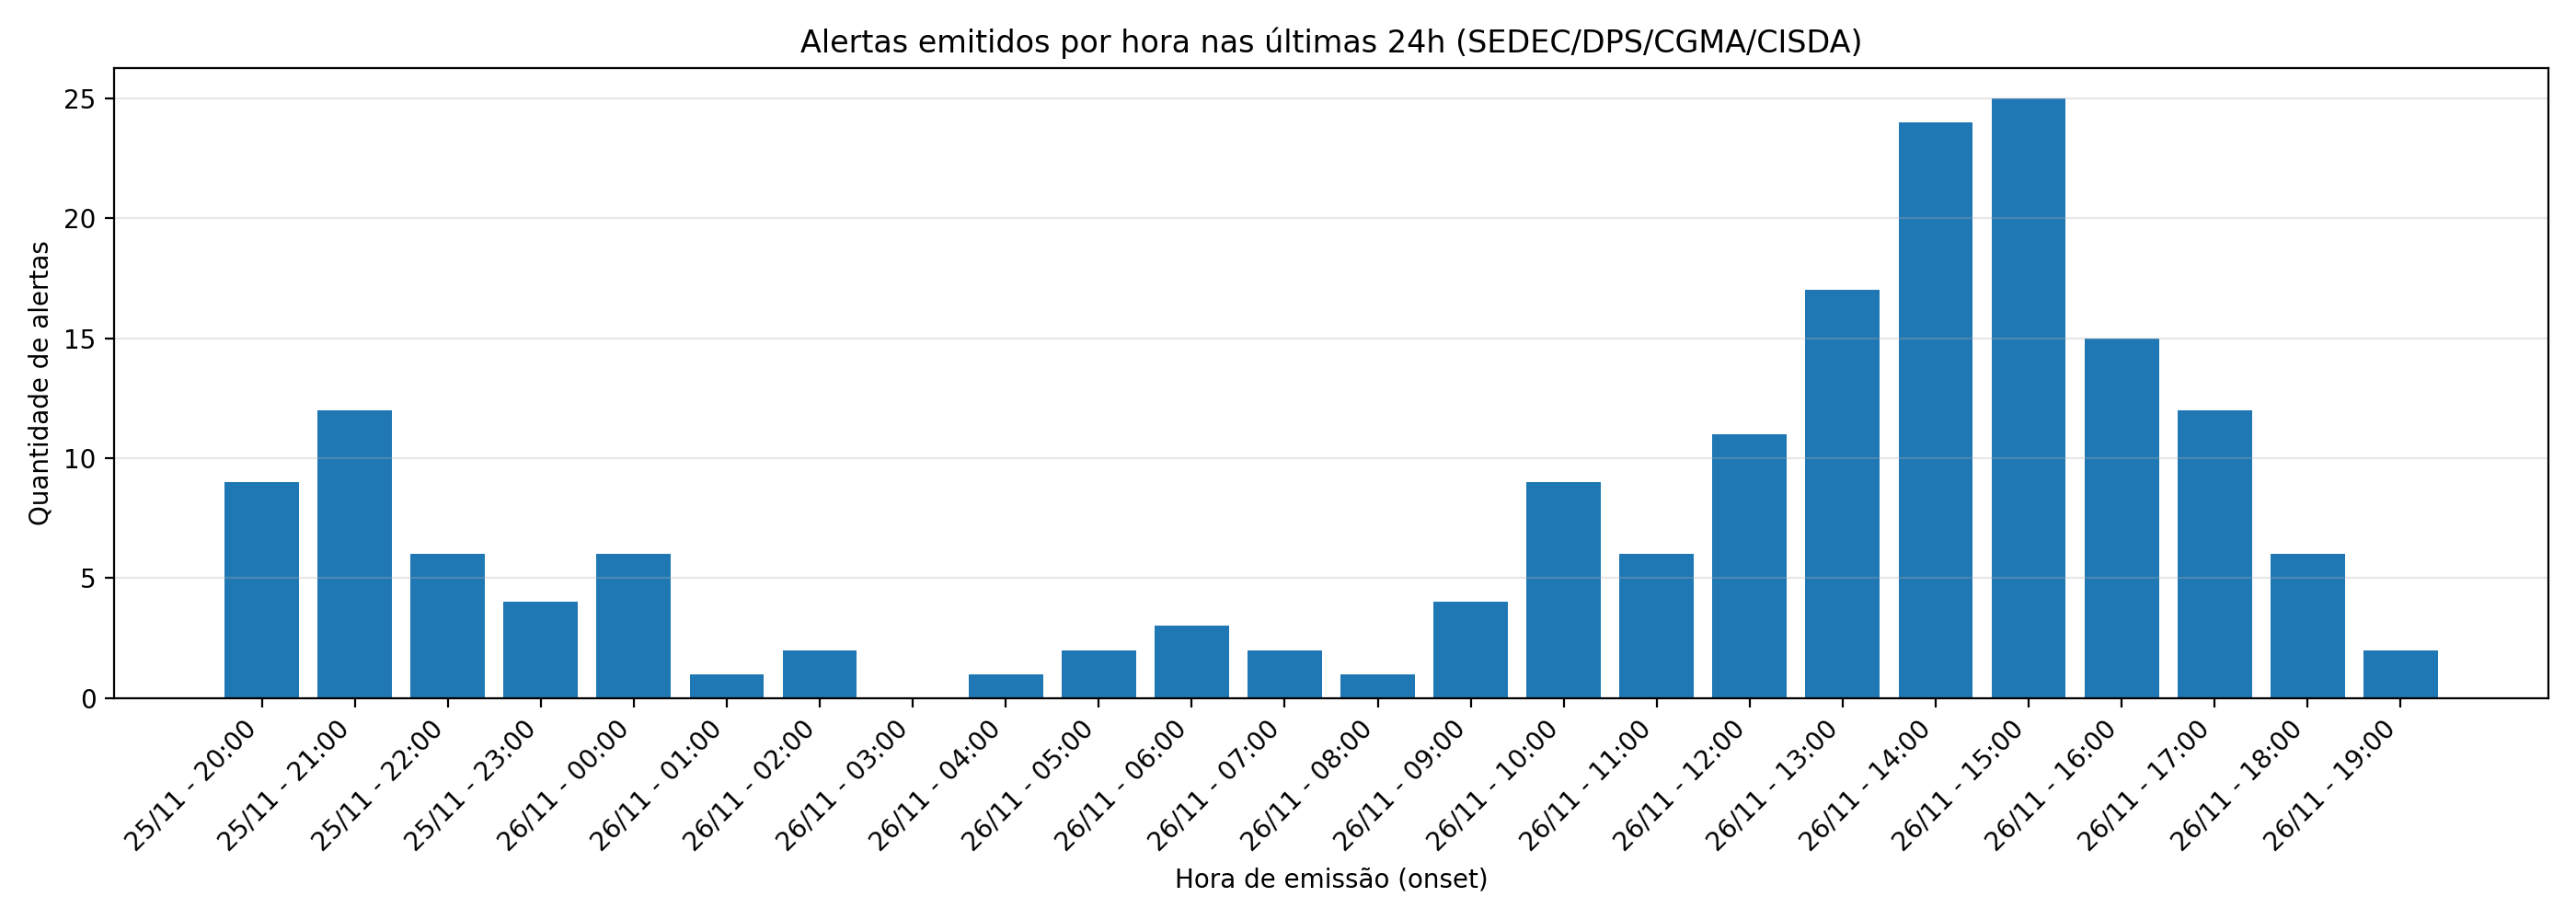 Alertas emitidos por hora nas últimas 24h (SEDEC/DPS/CGMA/CISDA)
Quantidade de alertas
25
20
15
10
5
0
25/11 - 20:00
25/11 - 21:00
25/11 - 22:00
25/11 - 23:00
26/11 - 00:00
26/11 - 01:00
26/11 - 02:00
26/11 - 03:00
26/11 - 04:00
26/11 - 05:00
26/11 - 06:00
26/11 - 07:00
26/11 - 08:00
26/11 - 09:00
26/11 - 10:00
26/11 - 11:00
26/11 - 12:00
26/11 - 13:00
26/11 - 14:00
26/11 - 15:00
26/11 - 16:00
26/11 - 17:00
26/11 - 18:00
26/11 - 19:00
Hora de emissão (onset)